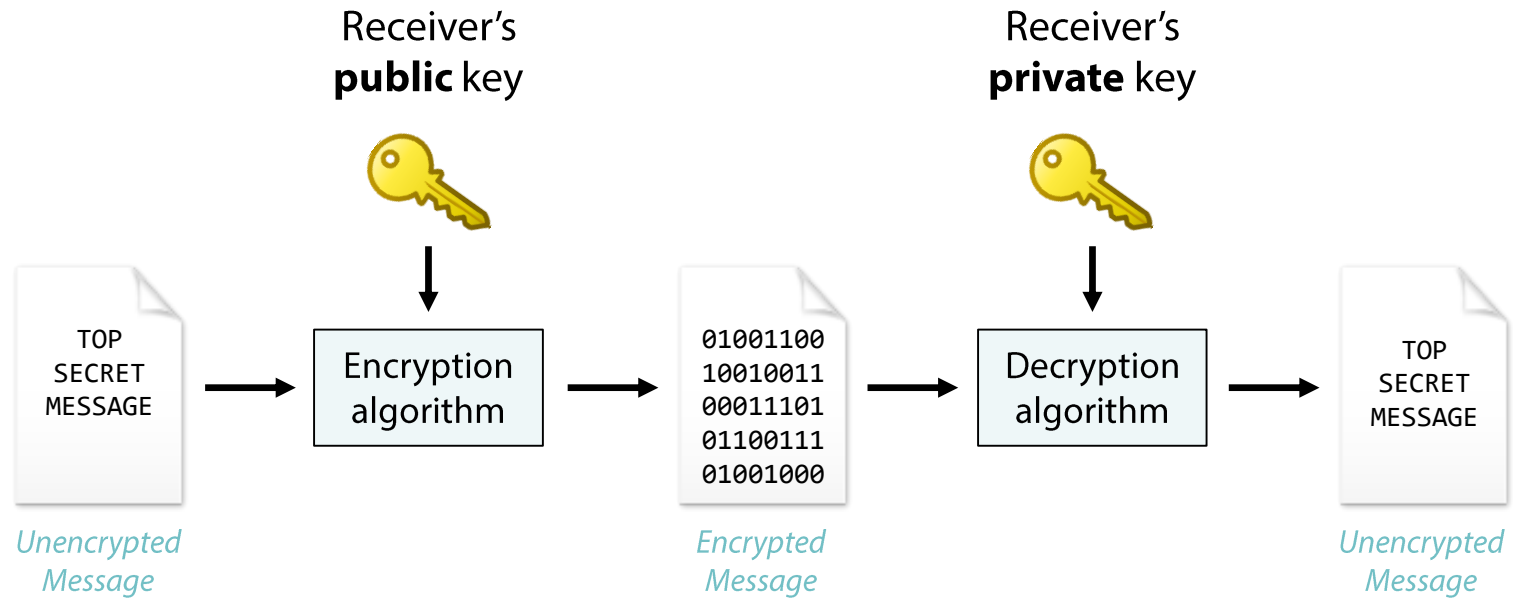 Receiver’s
public key
Receiver’s
private key
TOP
SECRET
MESSAGE
Encryption
algorithm
01001100
10010011
00011101
01100111
01001000
Decryption
algorithm
TOP
SECRET
MESSAGE
Unencrypted
Message
Encrypted
Message
Unencrypted
Message